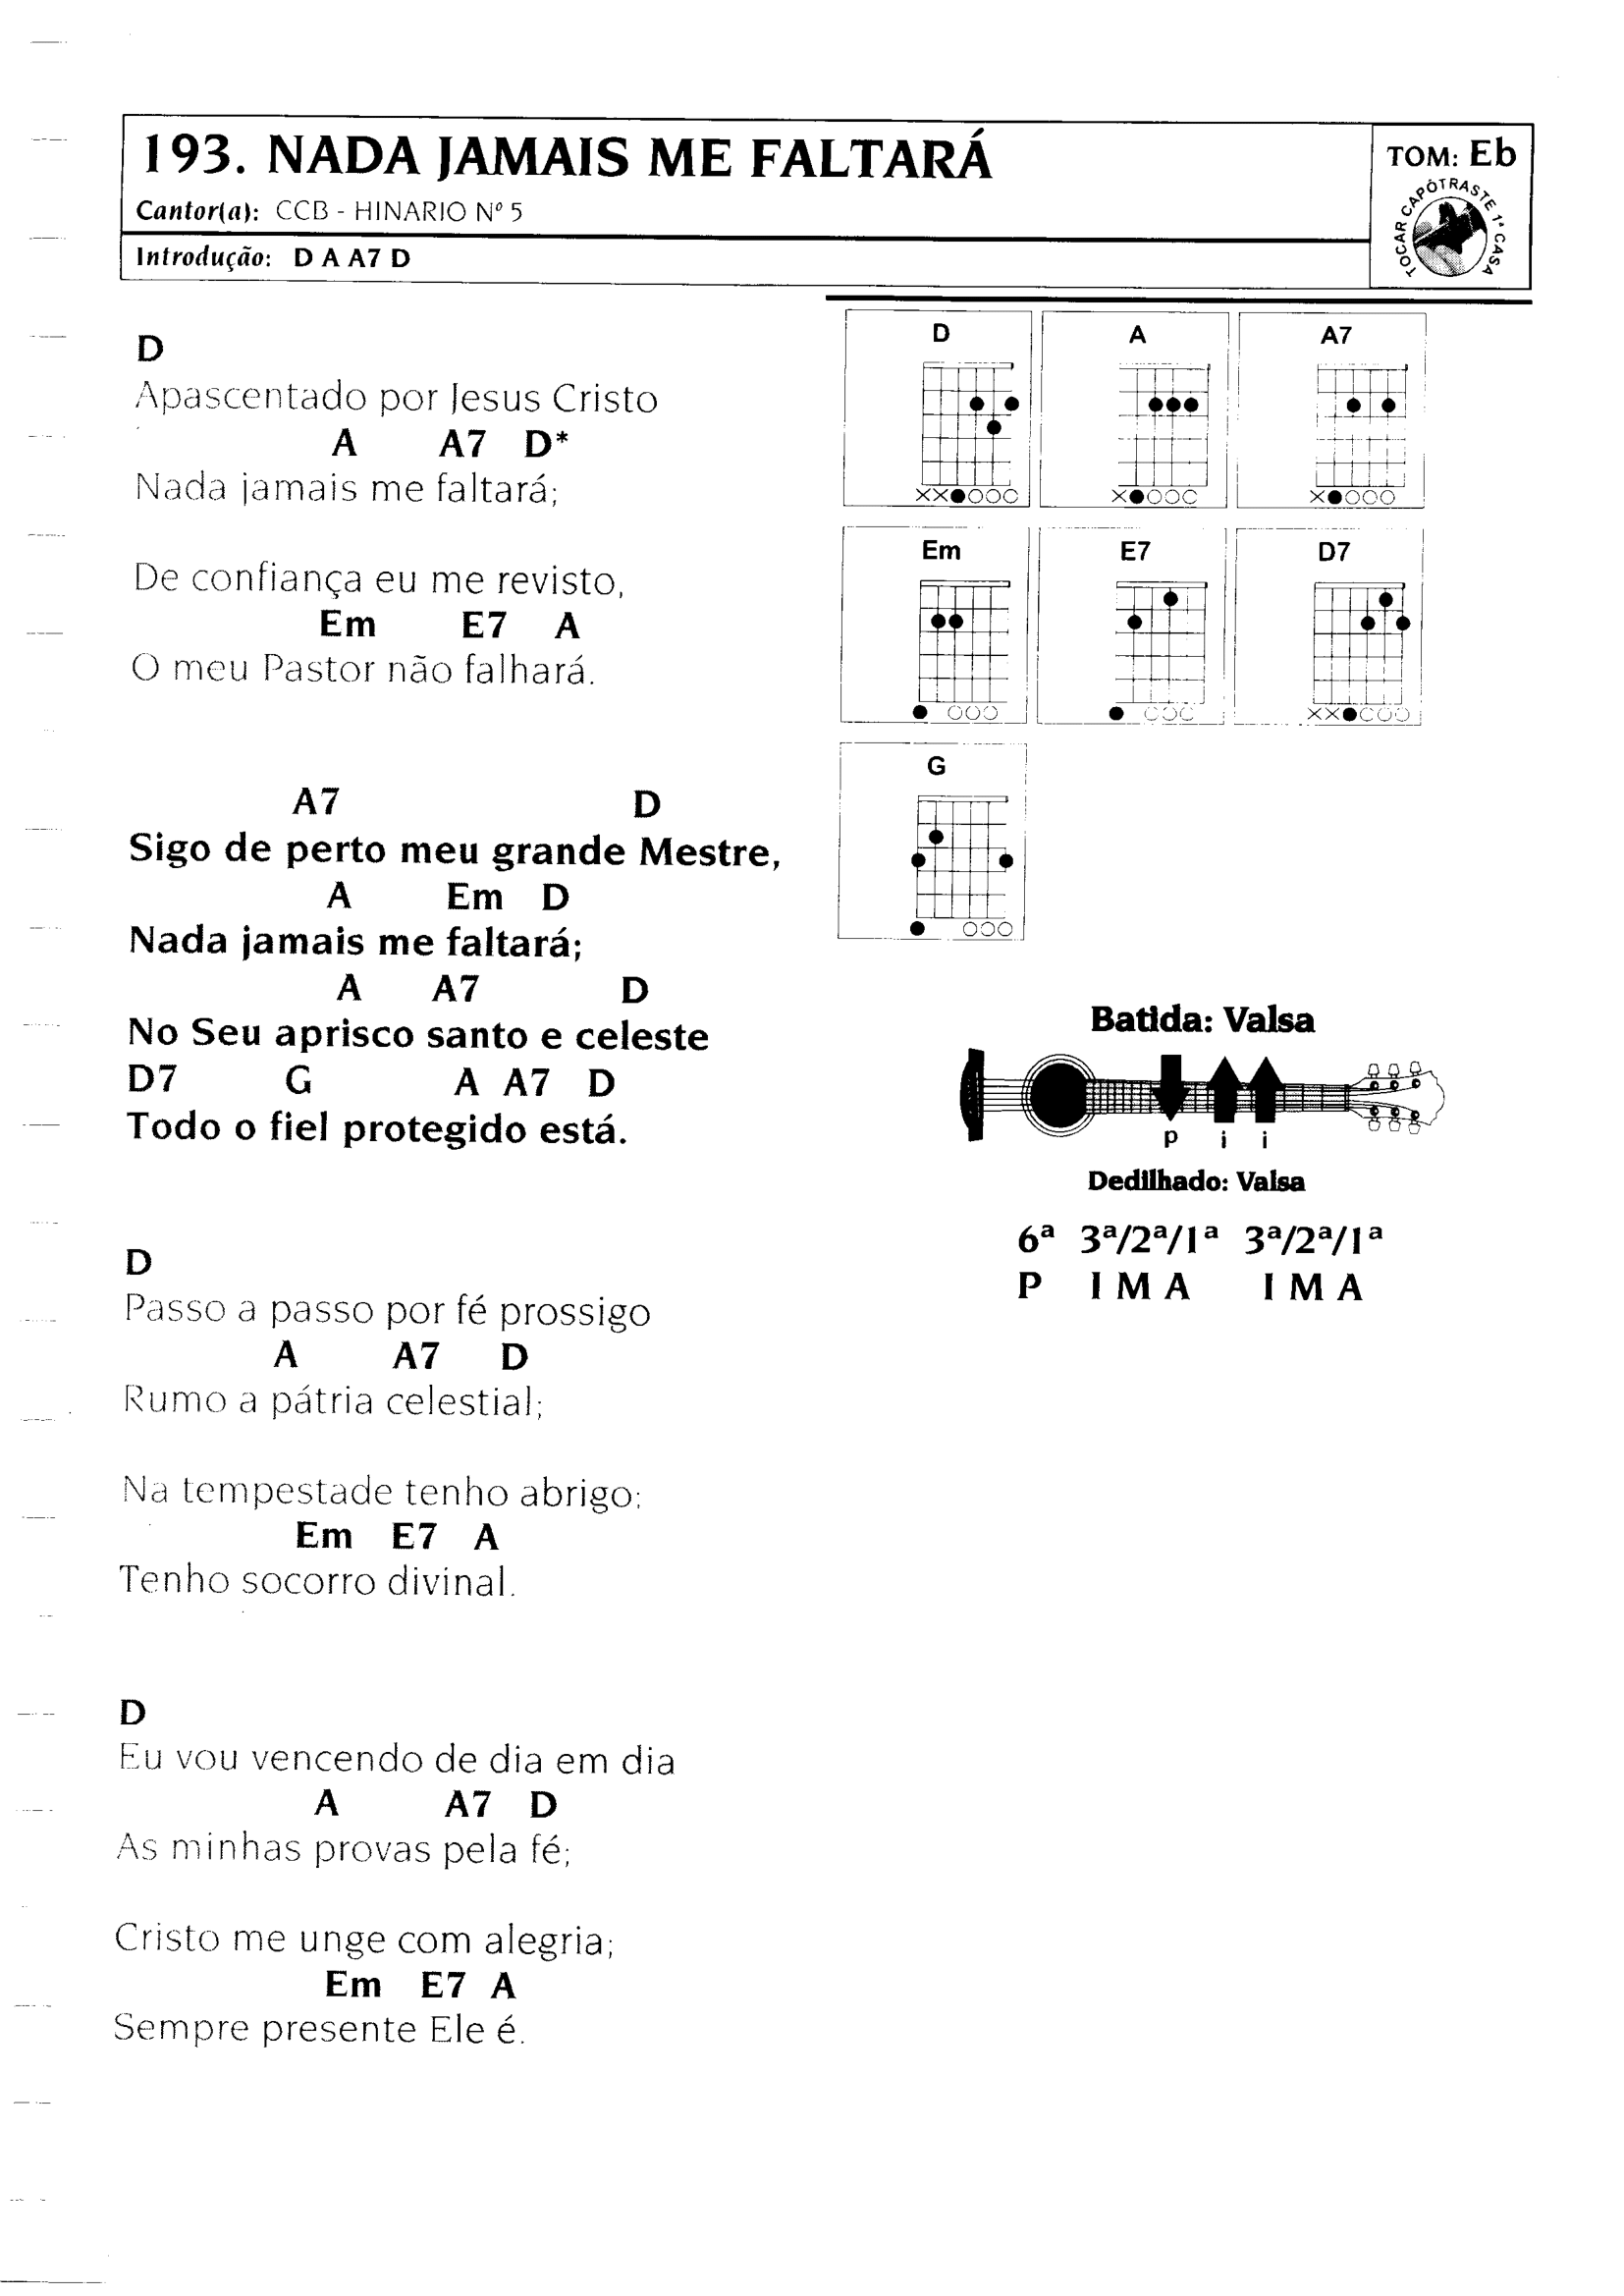 193. NADA JAMAIS ME FALTARÁ
Cantor(a): CCB - HINARIO Nº 5
Introdução: D A A7 D
TOM: Eb
TOCAR CAPÔTRASTE 1ª CASA
D
Apascentado por Jesus Cristo
A A7 D*
Nada jamais me faltará;
De confiança eu me revisto,
Em E7 A
O meu Pastor não falhará.
A7 D
Sigo de perto meu grande Mestre,
A Em D
Nada jamais me faltará;
A A7 D
No Seu aprisco santo e celeste
D7 G A A7 D
Todo o fiel protegido está.
D
Passo a passo por fé prossigo
A A7 D
Rumo a pátria celestial;
Na tempestade tenho abrigo;
Em E7 A
Tenho socorro divinal.
D
Eu vou vencendo de dia em dia
A A7 D
As minhas provas pela fé;
Cristo me unge com alegria;
Em E7 A
Sempre presente Ele é.
D A A7
Em E7 D7
G
Batida: Valsa
p i i
Dedilhado: Valsa
6ª 3ª/2ª/1ª 3ª/2ª/1ª
P I M A I M A